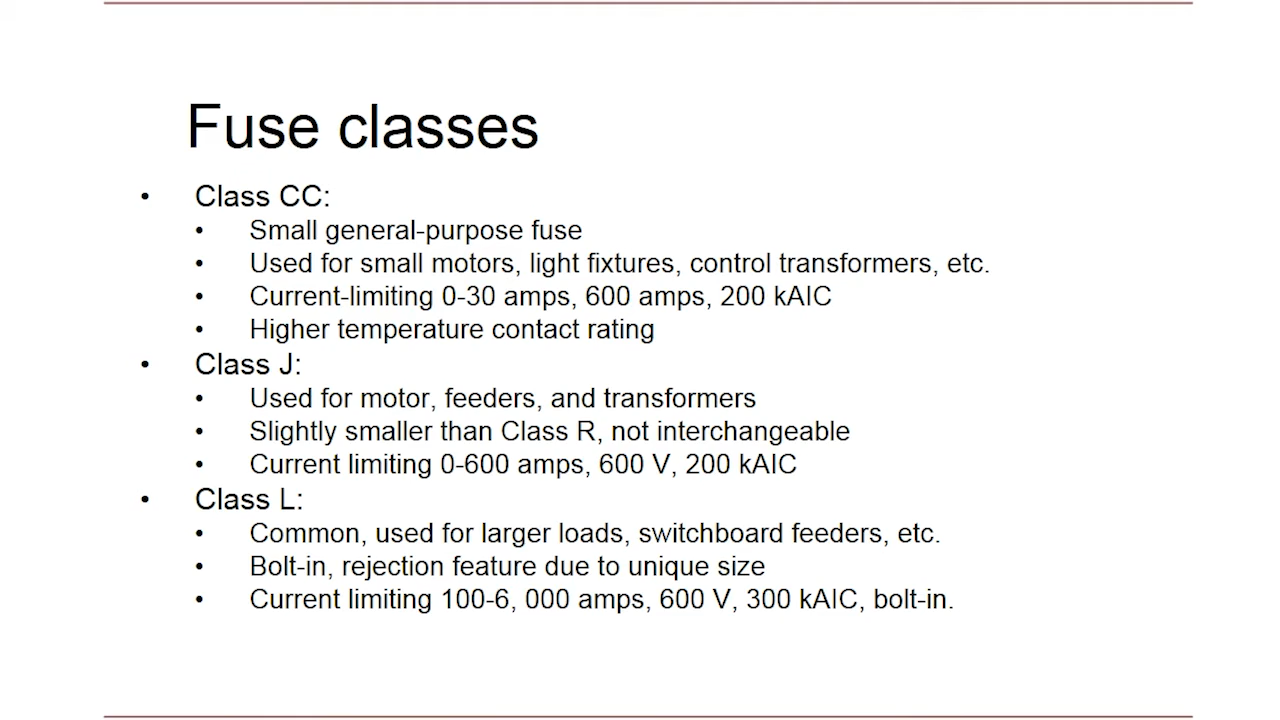 Fuse classes
• Class CC:
• Small general-purpose fuse
• Used for small motors, light fixtures, control transformers, etc.
• Current-limiting 0-30 amps, 600 amps, 200 kAIC
• Higher temperature contact rating
• Class J:
• Used for motor, feeders, and transformers
• Slightly smaller than Class R, not interchangeable
• Current limiting 0-600 amps, 600 V, 200 kAIC
• Class L:
• Common, used for larger loads, switchboard feeders, etc.
• Bolt-in, rejection feature due to unique size
• Current limiting 100-6, 000 amps, 600 V, 300 kAIC, bolt-in.